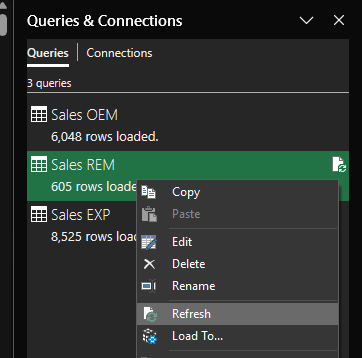 Queries & Connections
Queries Connections
3 queries
Sales OEM
6,048 rows loaded.
Sales REM
605 rows loade
Sales EXP
8,525 rows loa
Copy
Paste
Edit
Delete
Rename
Refresh
Load To...